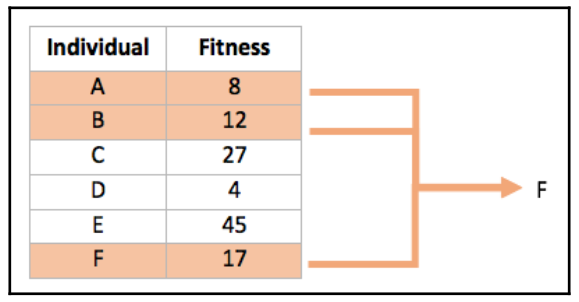 Individual Fitness
A 8
B 12
C 27
D 4
E 45
F 17
F